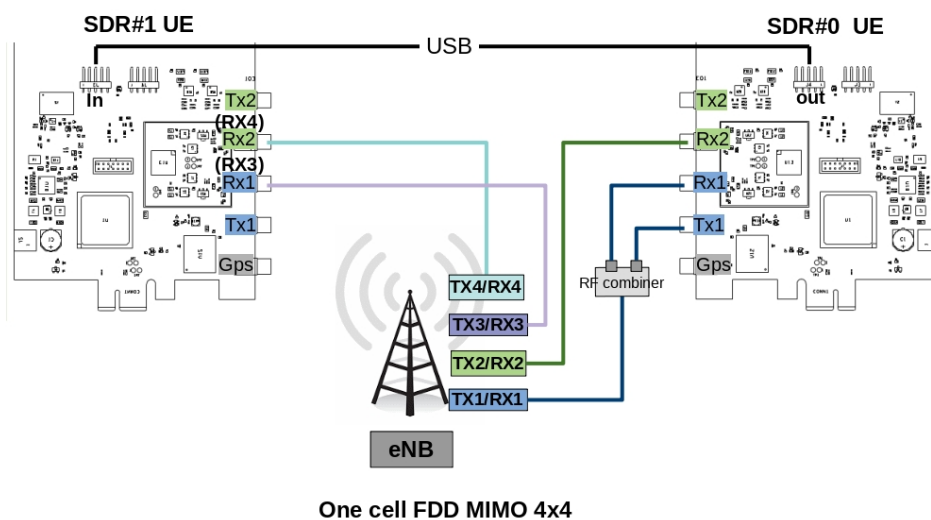 SDR#1 UE
SDR#0 UE
USB
In
out
Tx2
(RX4)
Rx2
(RX3)
Rx1
Tx1
Gps
Tx2
Rx2
Rx1
Tx1
Gps
RF combiner
TX4/RX4
TX3/RX3
TX2/RX2
TX1/RX1
eNB
One cell FDD MIMO 4x4